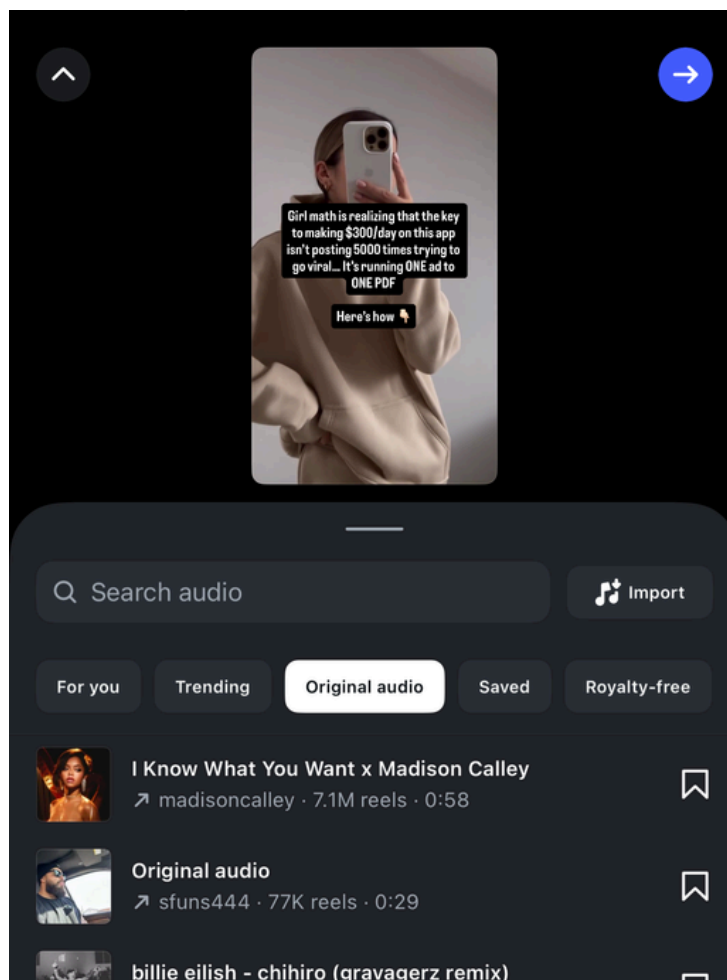 Girl math is realizing that the key
to making $300/day on this app
isn't posting 5000 times trying to
go viral... It's running ONE ad to
ONE PDF
Here's how 👇🏻
Search audio
Import
For you
Trending
Original audio
Saved
Royalty-free
I Know What You Want x Madison Calley
↗ madisoncalley · 7.1M reels · 0:58
Original audio
↗ sfuns444 · 77K reels · 0:29
billie eilish - chihiro (gravagerz remix)